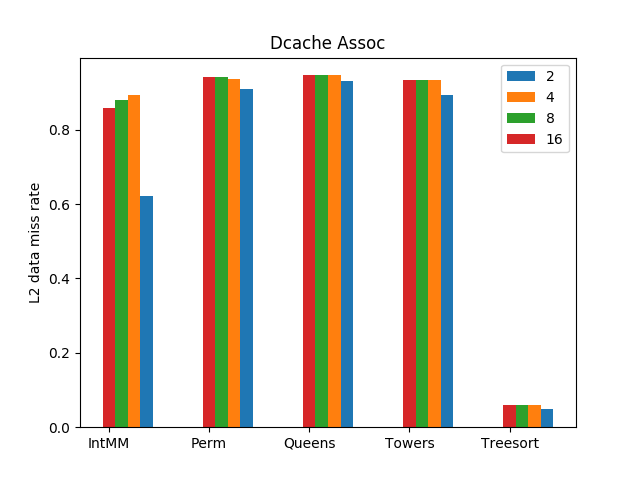 Dcache Assoc
2
4
8
16
L2 data miss rate
0.8
0.6
0.4
0.2
0.0
IntMM
Perm
Queens
Towers
Treesort